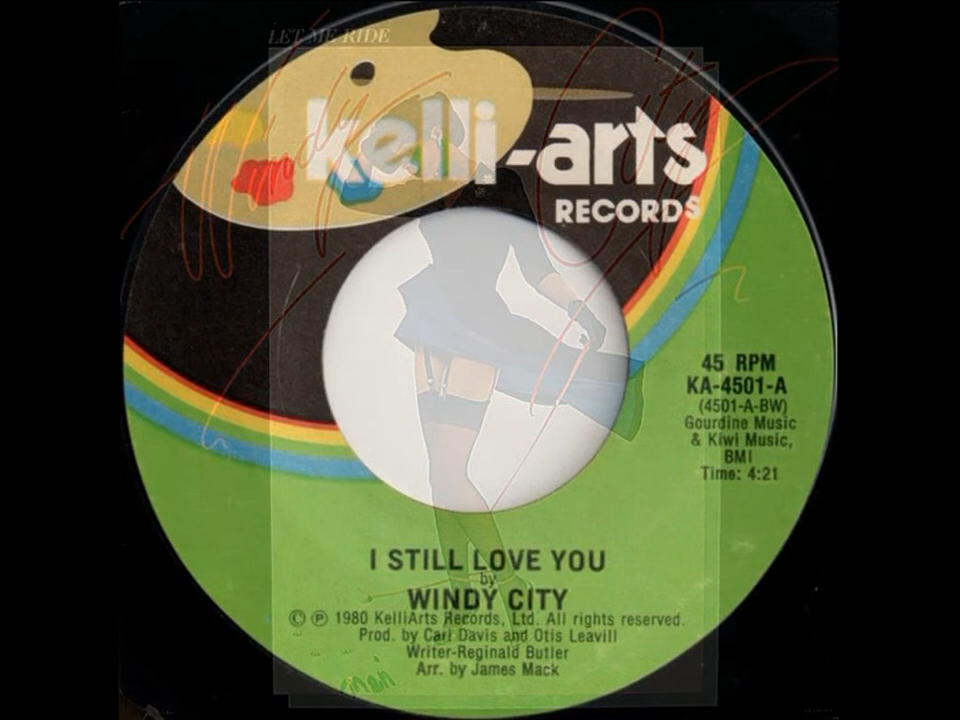 LET ME RIDE
Windy City
kelli-arts
RECORDS
45 RPM
KA-4501-A
(4501-A-BW)
Gourdine Music
& Kiwi Music,
BMI
Time: 4:21
I STILL LOVE YOU
by
WINDY CITY
© ℗ 1980 KelliArts Records, Ltd. All rights reserved.
Prod. by Carl Davis and Otis Leavill
Writer-Reginald Butler
Arr. by James Mack